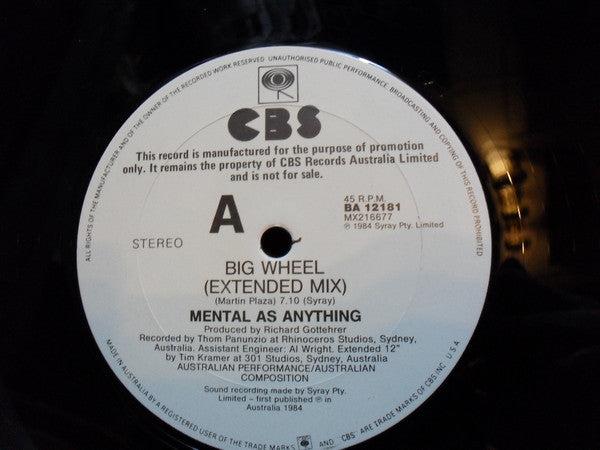 ALL RIGHTS OF THE MANUFACTURER AND OF THE OWNER OF THE RECORDED WORK RESERVED. UNAUTHORISED PUBLIC PERFORMANCE, BROADCASTING AND COPYING OF THIS RECORD PROHIBITED
CBS
This record is manufactured for the purpose of promotion
only. It remains the property of CBS Records Australia Limited
and is not for sale.
A
45 R.P.M.
BA 12181
MX216677
℗ 1984 Syray Pty. Limited
STEREO
BIG WHEEL
(EXTENDED MIX)
(Martin Plaza) 7.10 (Syray)
MENTAL AS ANYTHING
Produced by Richard Gottehrer
Recorded by Thom Panunzio at Rhinoceros Studios, Sydney,
Australia. Assistant Engineer: Al Wright. Extended 12"
by Tim Kramer at 301 Studios, Sydney, Australia
AUSTRALIAN PERFORMANCE/AUSTRALIAN
COMPOSITION
Sound recording made by Syray Pty.
Limited – first published ℗ in
Australia 1984
MADE IN AUSTRALIA BY A REGISTERED USER OF THE TRADE MARKS AND "CBS" ARE TRADE MARKS OF CBS INC. U S A